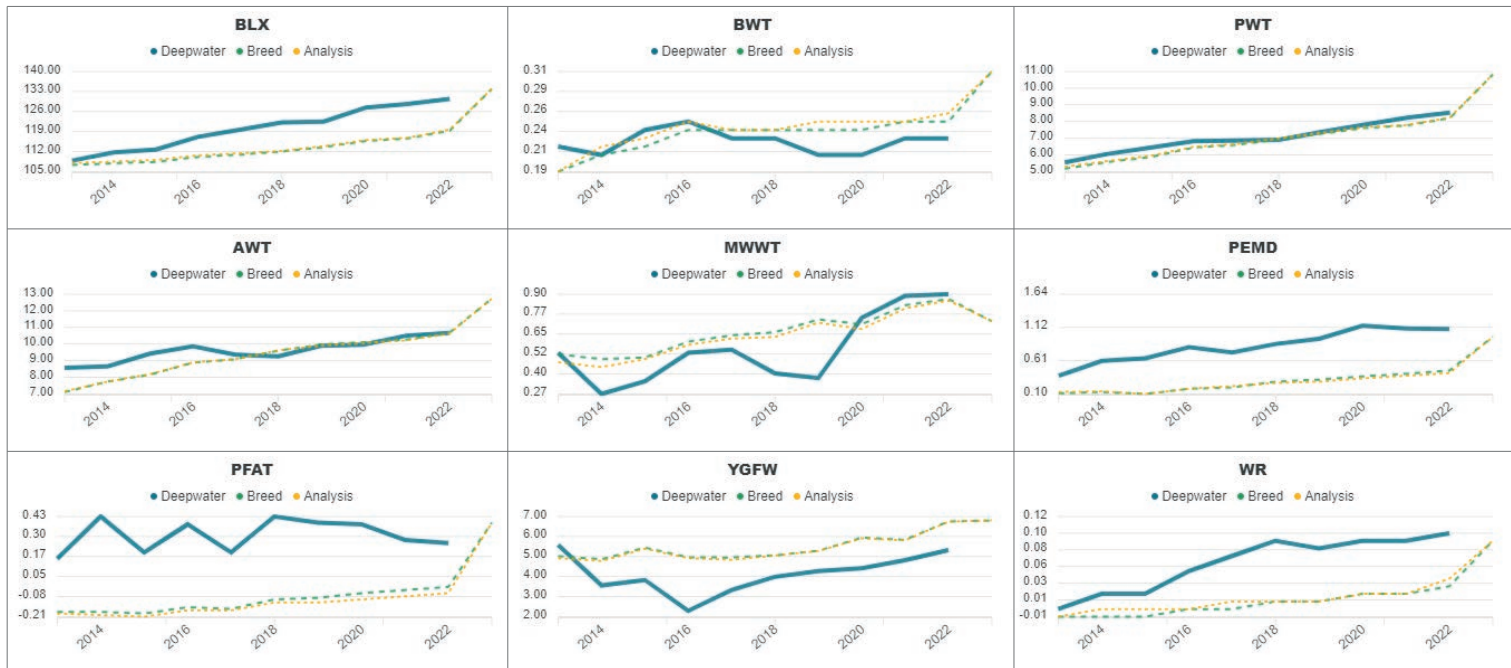 BLX
Deepwater Breed Analysis
140.00
133.00
126.00
119.00
112.00
105.00
2014 2016 2018 2020 2022
BWT
Deepwater Breed Analysis
0.31
0.29
0.26
0.24
0.21
0.19
2014 2016 2018 2020 2022
PWT
Deepwater Breed Analysis
11.00
9.00
8.00
7.00
6.00
5.00
2014 2016 2018 2020 2022
AWT
Deepwater Breed Analysis
13.00
12.00
11.00
10.00
9.00
8.00
7.00
2014 2016 2018 2020 2022
MWWT
Deepwater Breed Analysis
0.90
0.77
0.65
0.52
0.40
0.27
2014 2016 2018 2020 2022
PEMD
Deepwater Breed Analysis
1.64
1.12
0.61
0.10
2014 2016 2018 2020 2022
PFAT
Deepwater Breed Analysis
0.43
0.30
0.17
0.05
-0.08
-0.21
2014 2016 2018 2020 2022
YGFW
Deepwater Breed Analysis
7.00
6.00
5.00
4.00
3.00
2.00
2014 2016 2018 2020 2022
WR
Deepwater Breed Analysis
0.12
0.10
0.08
0.06
0.03
0.01
-0.01
2014 2016 2018 2020 2022